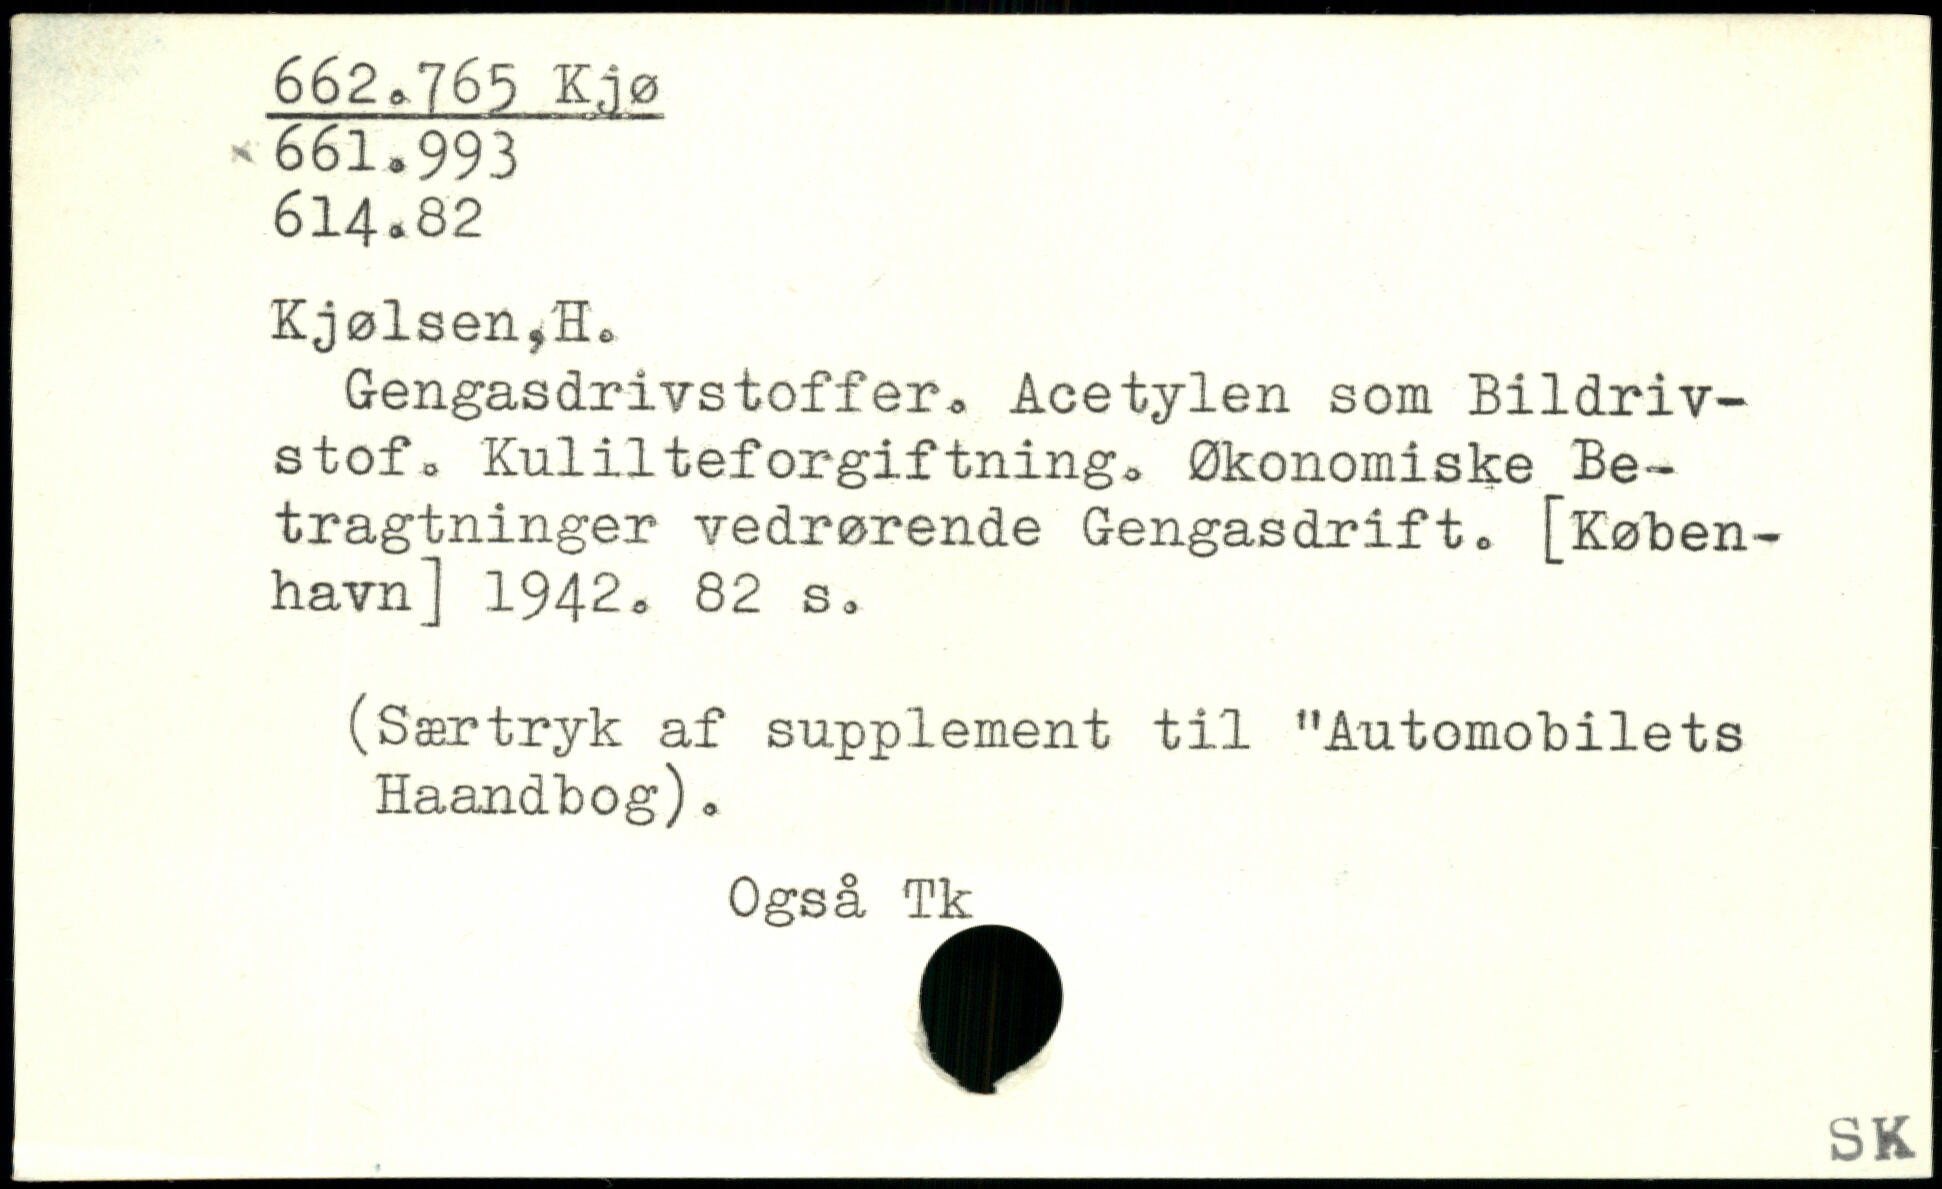 662.765 Kjø
x 661.993
614.82
Kjølsen,H.
Gengasdrivstoffer. Acetylen som Bildriv-
stof. Kulilteforgiftning. Økonomiske Be-
tragtninger vedrørende Gengasdrift. [Køben-
havn] 1942. 82 s.
(Særtryk af supplement til "Automobilets
Haandbog).
Også Tk
SK